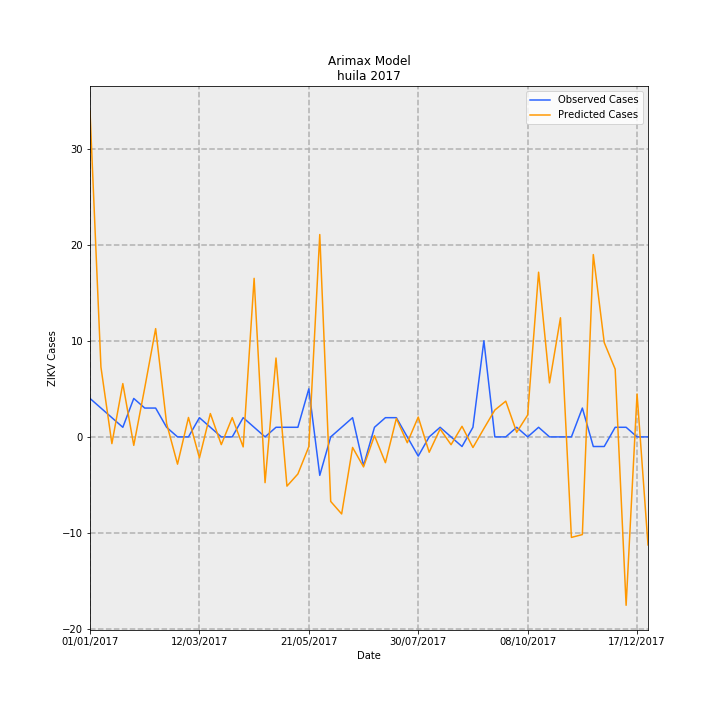 Arimax Model
huila 2017
Observed Cases
Predicted Cases
ZIKV Cases
30
20
10
0
−10
−20
01/01/2017
12/03/2017
21/05/2017
30/07/2017
08/10/2017
17/12/2017
Date